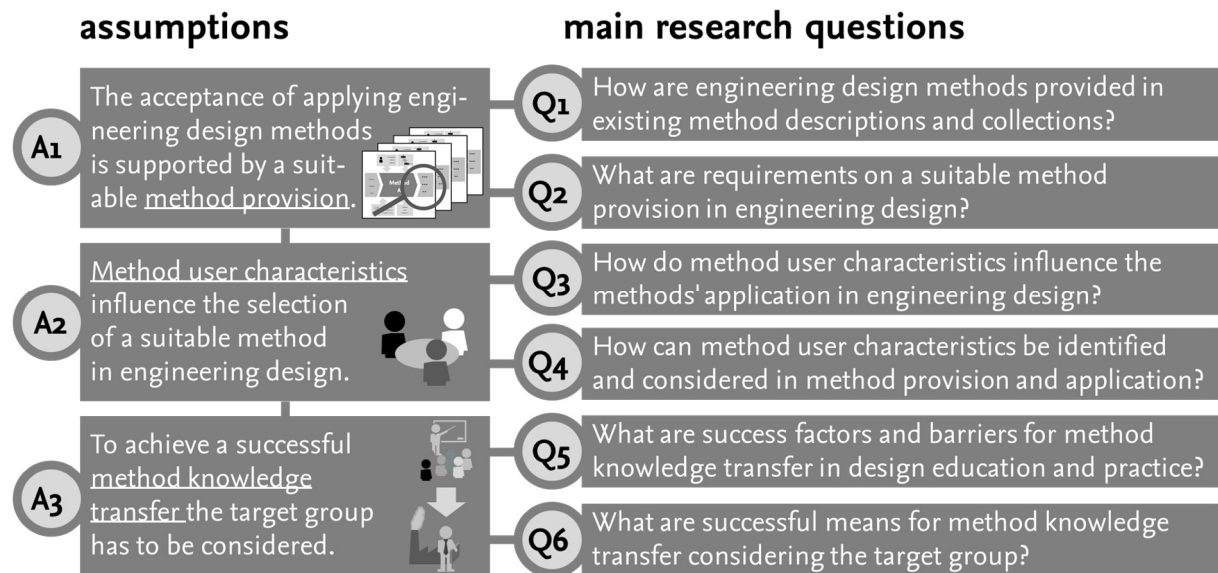 assumptions
main research questions
A1
The acceptance of applying engi-
neering design methods
is supported by a suit-
able method provision.
Q1
How are engineering design methods provided in
existing method descriptions and collections?
Q2
What are requirements on a suitable method
provision in engineering design?
A2
Method user characteristics
influence the selection
of a suitable method
in engineering design.
Q3
How do method user characteristics influence the
methods' application in engineering design?
Q4
How can method user characteristics be identified
and considered in method provision and application?
A3
To achieve a successful
method knowledge
transfer the target group
has to be considered.
Q5
What are success factors and barriers for method
knowledge transfer in design education and practice?
Q6
What are successful means for method knowledge
transfer considering the target group?